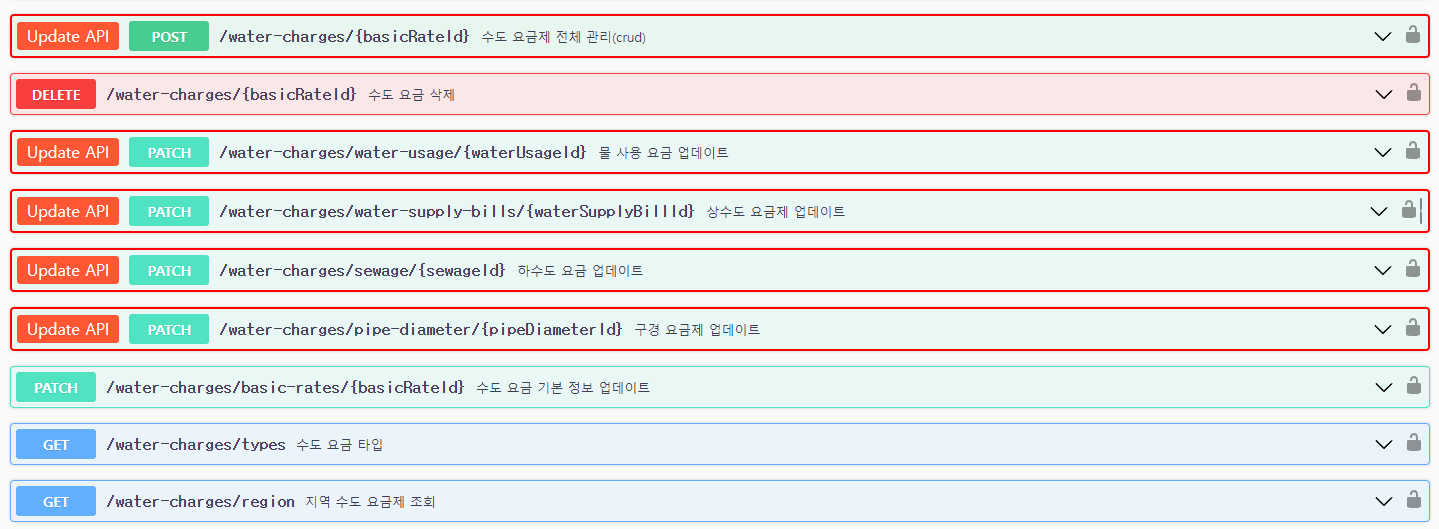 Update API POST /water-charges/{basicRateId} 수도 요금제 전체 관리(crud)
DELETE /water-charges/{basicRateId} 수도 요금 삭제
Update API PATCH /water-charges/water-usage/{waterUsageId} 물 사용 요금 업데이트
Update API PATCH /water-charges/water-supply-bills/{waterSupplyBillId} 상수도 요금제 업데이트
Update API PATCH /water-charges/sewage/{sewageId} 하수도 요금 업데이트
Update API PATCH /water-charges/pipe-diameter/{pipeDiameterId} 구경 요금제 업데이트
PATCH /water-charges/basic-rates/{basicRateId} 수도 요금 기본 정보 업데이트
GET /water-charges/types 수도 요금 타입
GET /water-charges/region 지역 수도 요금제 조회